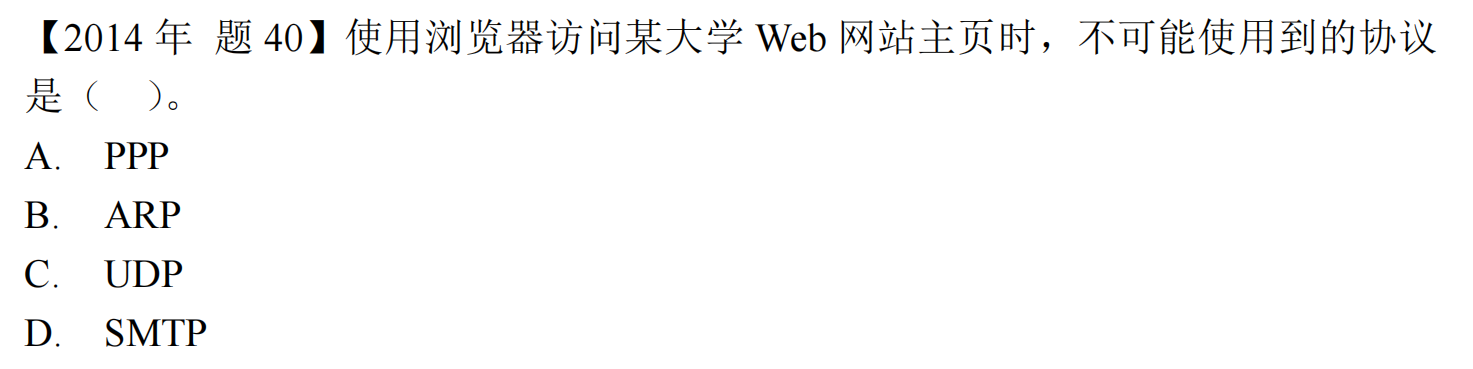 【2014 年 题 40】使用浏览器访问某大学 Web 网站主页时，不可能使用到的协议
是（ ）。
A. PPP
B. ARP
C. UDP
D. SMTP